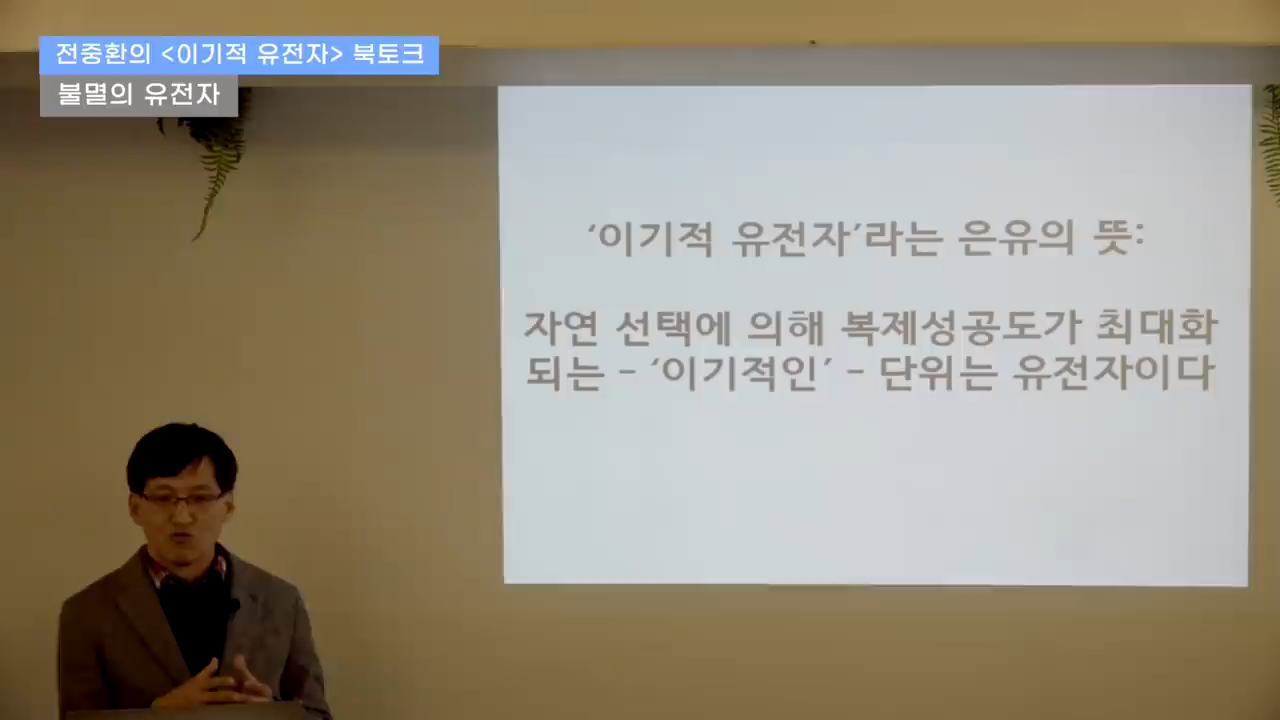 전중환의 <이기적 유전자> 북토크
불멸의 유전자
‘이기적 유전자’라는 은유의 뜻:
자연 선택에 의해 복제성공도가 최대화
되는 - ‘이기적인’ - 단위는 유전자이다